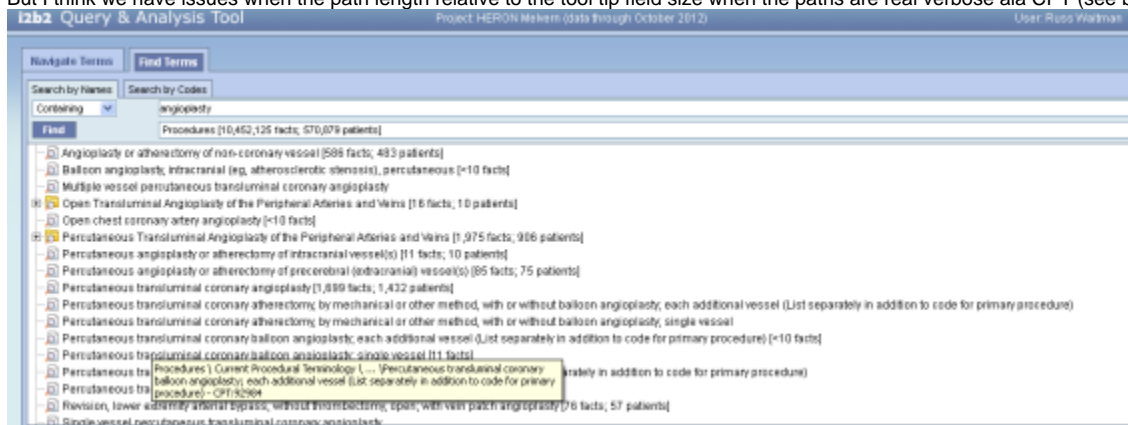 But I think we have issues when the path length relative to the tool tip field size when the paths are real verbose ala CPT (see
i2b2 Query & Analysis Tool Project: HERON Melvern (data through October 2012) User: Russ Waitman
Navigate Terms Find Terms
Search by Names Search by Codes
Containing angioplasty
Find Procedures [10,452,125 facts; 570,879 patients]
Angioplasty or atherectomy of non-coronary vessel [586 facts; 483 patients]
Balloon angioplasty, intracranial (eg, atherosclerotic stenosis), percutaneous [<10 facts]
Multiple vessel percutaneous transluminal coronary angioplasty
Open Transluminal Angioplasty of the Peripheral Arteries and Veins [16 facts; 10 patients]
Open chest coronary artery angioplasty [<10 facts]
Percutaneous Transluminal Angioplasty of the Peripheral Arteries and Veins [1,975 facts; 906 patients]
Percutaneous angioplasty or atherectomy of intracranial vessel(s) [11 facts; 10 patients]
Percutaneous angioplasty or atherectomy of precerebral (extracranial) vessel(s) [85 facts; 75 patients]
Percutaneous transluminal coronary angioplasty [1,699 facts; 1,432 patients]
Percutaneous transluminal coronary atherectomy, by mechanical or other method, with or without balloon angioplasty; each additional vessel (List separately in addition to code for primary procedure)
Percutaneous transluminal coronary atherectomy, by mechanical or other method, with or without balloon angioplasty; single vessel
Percutaneous transluminal coronary balloon angioplasty; each additional vessel (List separately in addition to code for primary procedure) [<10 facts]
Percutaneous transluminal coronary balloon angioplasty; single vessel [11 facts]
Percutaneous tra
Procedures \ Current Procedural Terminology \ ... \Percutaneous transluminal coronary
balloon angioplasty; each additional vessel (List separately in addition to code for primary
procedure) - CPT:92984
arately in addition to code for primary procedure)
Percutaneous tra
Revision, lower extremity arterial bypass, without thrombectomy, open; with vein patch angioplasty [76 facts; 57 patients]
Single vessel percutaneous transluminal coronary angioplasty